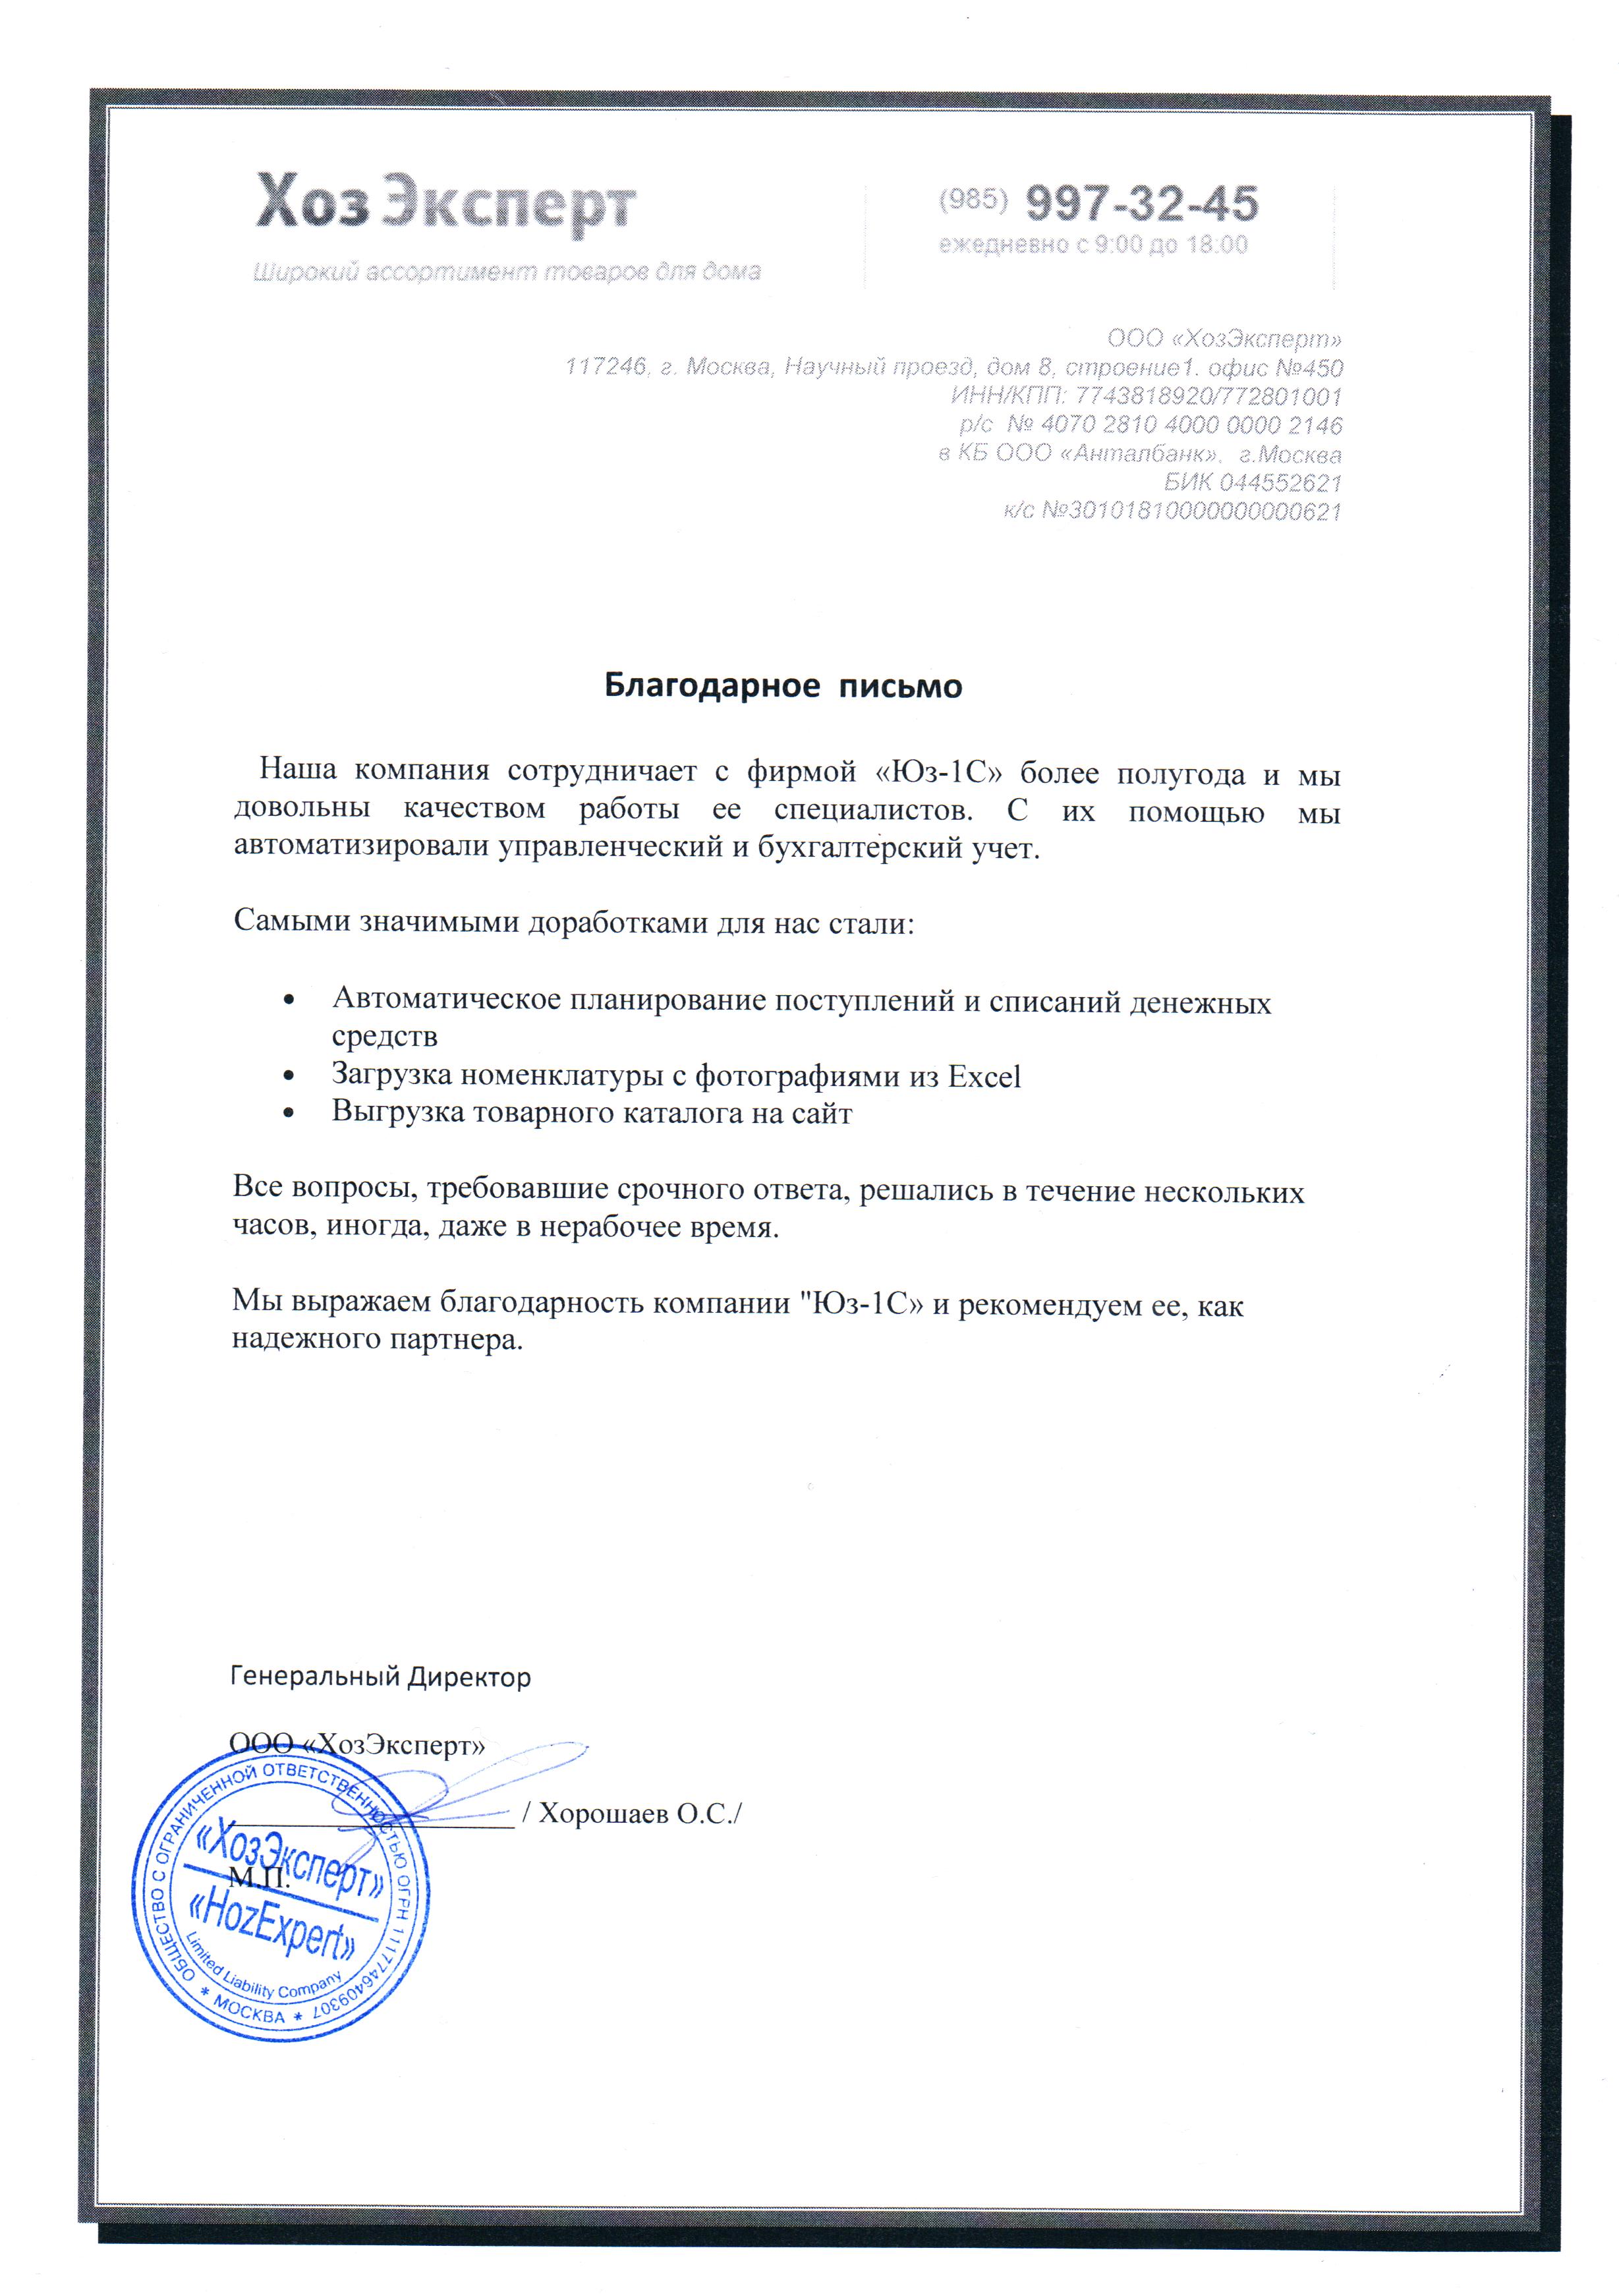 Хоз Эксперт
Широкий ассортимент товаров для дома
(985) 997-32-45
ежедневно с 9:00 до 18:00
ООО «ХозЭксперт»
117246, г. Москва, Научный проезд, дом 8, строение1. офис №450
ИНН/КПП: 7743818920/772801001
р/с № 4070 2810 4000 0000 2146
в КБ ООО «Анталбанк», г.Москва
БИК 044552621
к/с №30101810000000000621
Благодарное письмо
Наша компания сотрудничает с фирмой «Юз-1С» более полугода и мы
довольны качеством работы ее специалистов. С их помощью мы
автоматизировали управленческий и бухгалтерский учет.
Самыми значимыми доработками для нас стали:
• Автоматическое планирование поступлений и списаний денежных
средств
• Загрузка номенклатуры с фотографиями из Excel
• Выгрузка товарного каталога на сайт
Все вопросы, требовавшие срочного ответа, решались в течение нескольких
часов, иногда, даже в нерабочее время.
Мы выражаем благодарность компании "Юз-1С» и рекомендуем ее, как
надежного партнера.
Генеральный Директор
ООО «ХозЭксперт»
/ Хорошаев О.С./
М.П.
ОБЩЕСТВО С ОГРАНИЧЕННОЙ ОТВЕТСТВЕННОСТЬЮ ОГРН 1117746409307
* МОСКВА *
«ХозЭксперт»
«HozExpert»
Limited Liability Company